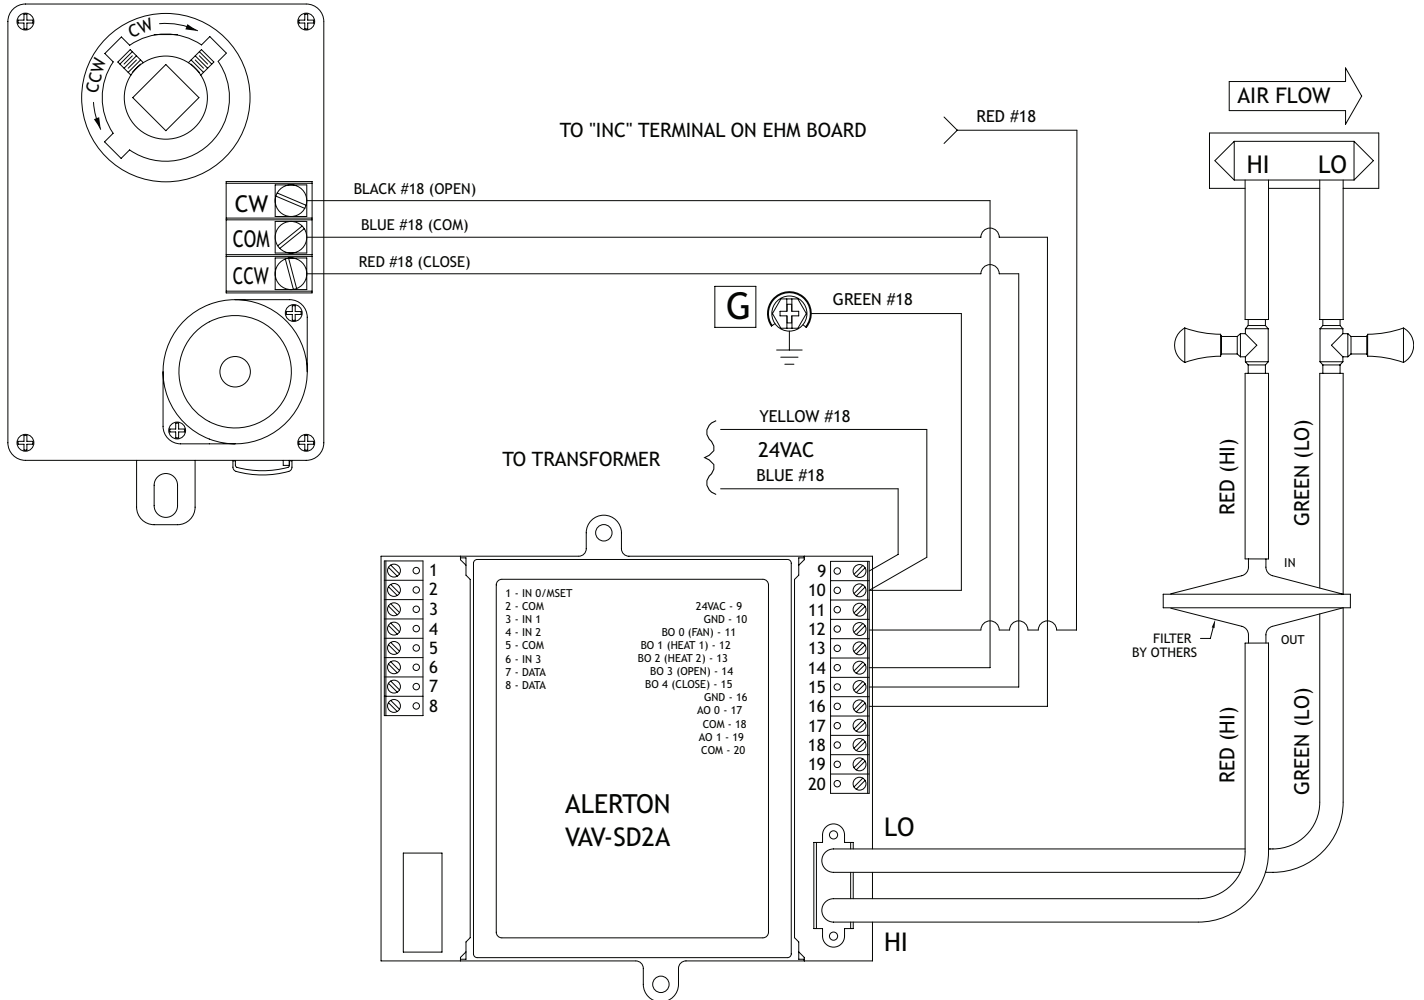 CW
CCW
AIR FLOW
HI LO
TO "INC" TERMINAL ON EHM BOARD
RED #18
CW
COM
CCW
BLACK #18 (OPEN)
BLUE #18 (COM)
RED #18 (CLOSE)
G
GREEN #18
TO TRANSFORMER
YELLOW #18
24VAC
BLUE #18
RED (HI)
GREEN (LO)
IN
FILTER
BY OTHERS
OUT
RED (HI)
GREEN (LO)
1
2
3
4
5
6
7
8
1 - IN 0/MSET
2 - COM
3 - IN 1
4 - IN 2
5 - COM
6 - IN 3
7 - DATA
8 - DATA
24VAC - 9
GND - 10
BO 0 (FAN) - 11
BO 1 (HEAT 1) - 12
BO 2 (HEAT 2) - 13
BO 3 (OPEN) - 14
BO 4 (CLOSE) - 15
GND - 16
AO 0 - 17
COM - 18
AO 1 - 19
COM - 20
9
10
11
12
13
14
15
16
17
18
19
20
ALERTON
VAV-SD2A
LO
HI